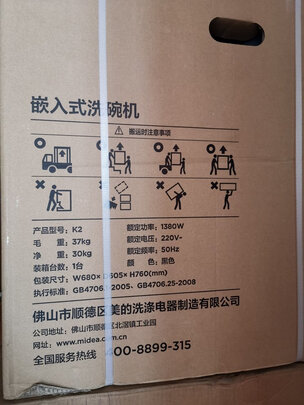 嵌入式洗碗机
搬运时注意事项
产品型号: K2 额定功率: 1380W
毛 重: 37kg 额定电压: 220V~
净 重: 30kg 额定频率: 50Hz
装箱台数: 1台 颜 色: 黑色
包装尺寸: W680× D605× H760(mm)
执行标准: GB4706. -2005、GB4706.25-2008
佛山市顺德区美的洗涤电器制造有限公司
公司地址: 佛山市顺德区北滘镇工业园
网址: www.midea.com.cn
全国服务热线 400-8899-315